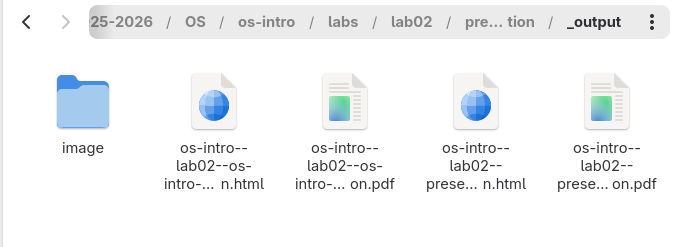 25-2026 / OS / os-intro / labs / lab02 / pre... tion / _output
image
os-intro--
lab02--os-
intro-... n.html
os-intro--
lab02--os-
intro-... on.pdf
os-intro--
lab02--
prese... n.html
os-intro--
lab02--
prese... on.pdf